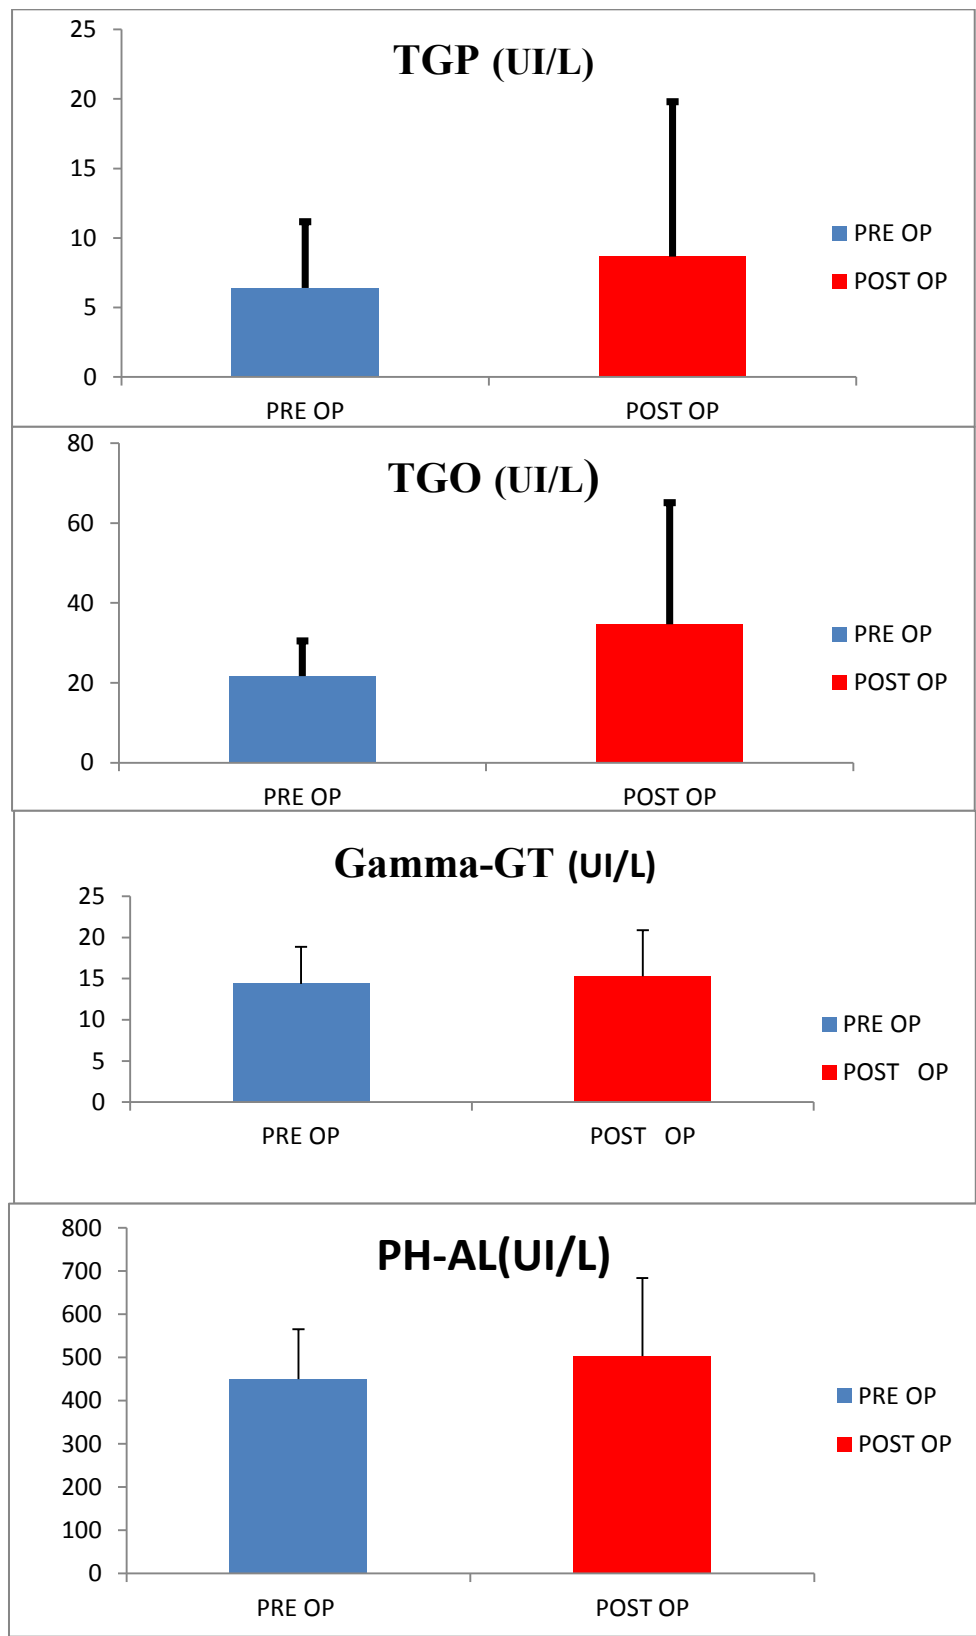 TGP (UI/L)
25
20
15
10
5
0
PRE OP
POST OP
PRE OP
POST OP
TGO (UI/L)
80
60
40
20
0
PRE OP
POST OP
PRE OP
POST OP
Gamma-GT (UI/L)
25
20
15
10
5
0
PRE OP
POST OP
PRE OP
POST OP
PH-AL(UI/L)
800
700
600
500
400
300
200
100
0
PRE OP
POST OP
PRE OP
POST OP